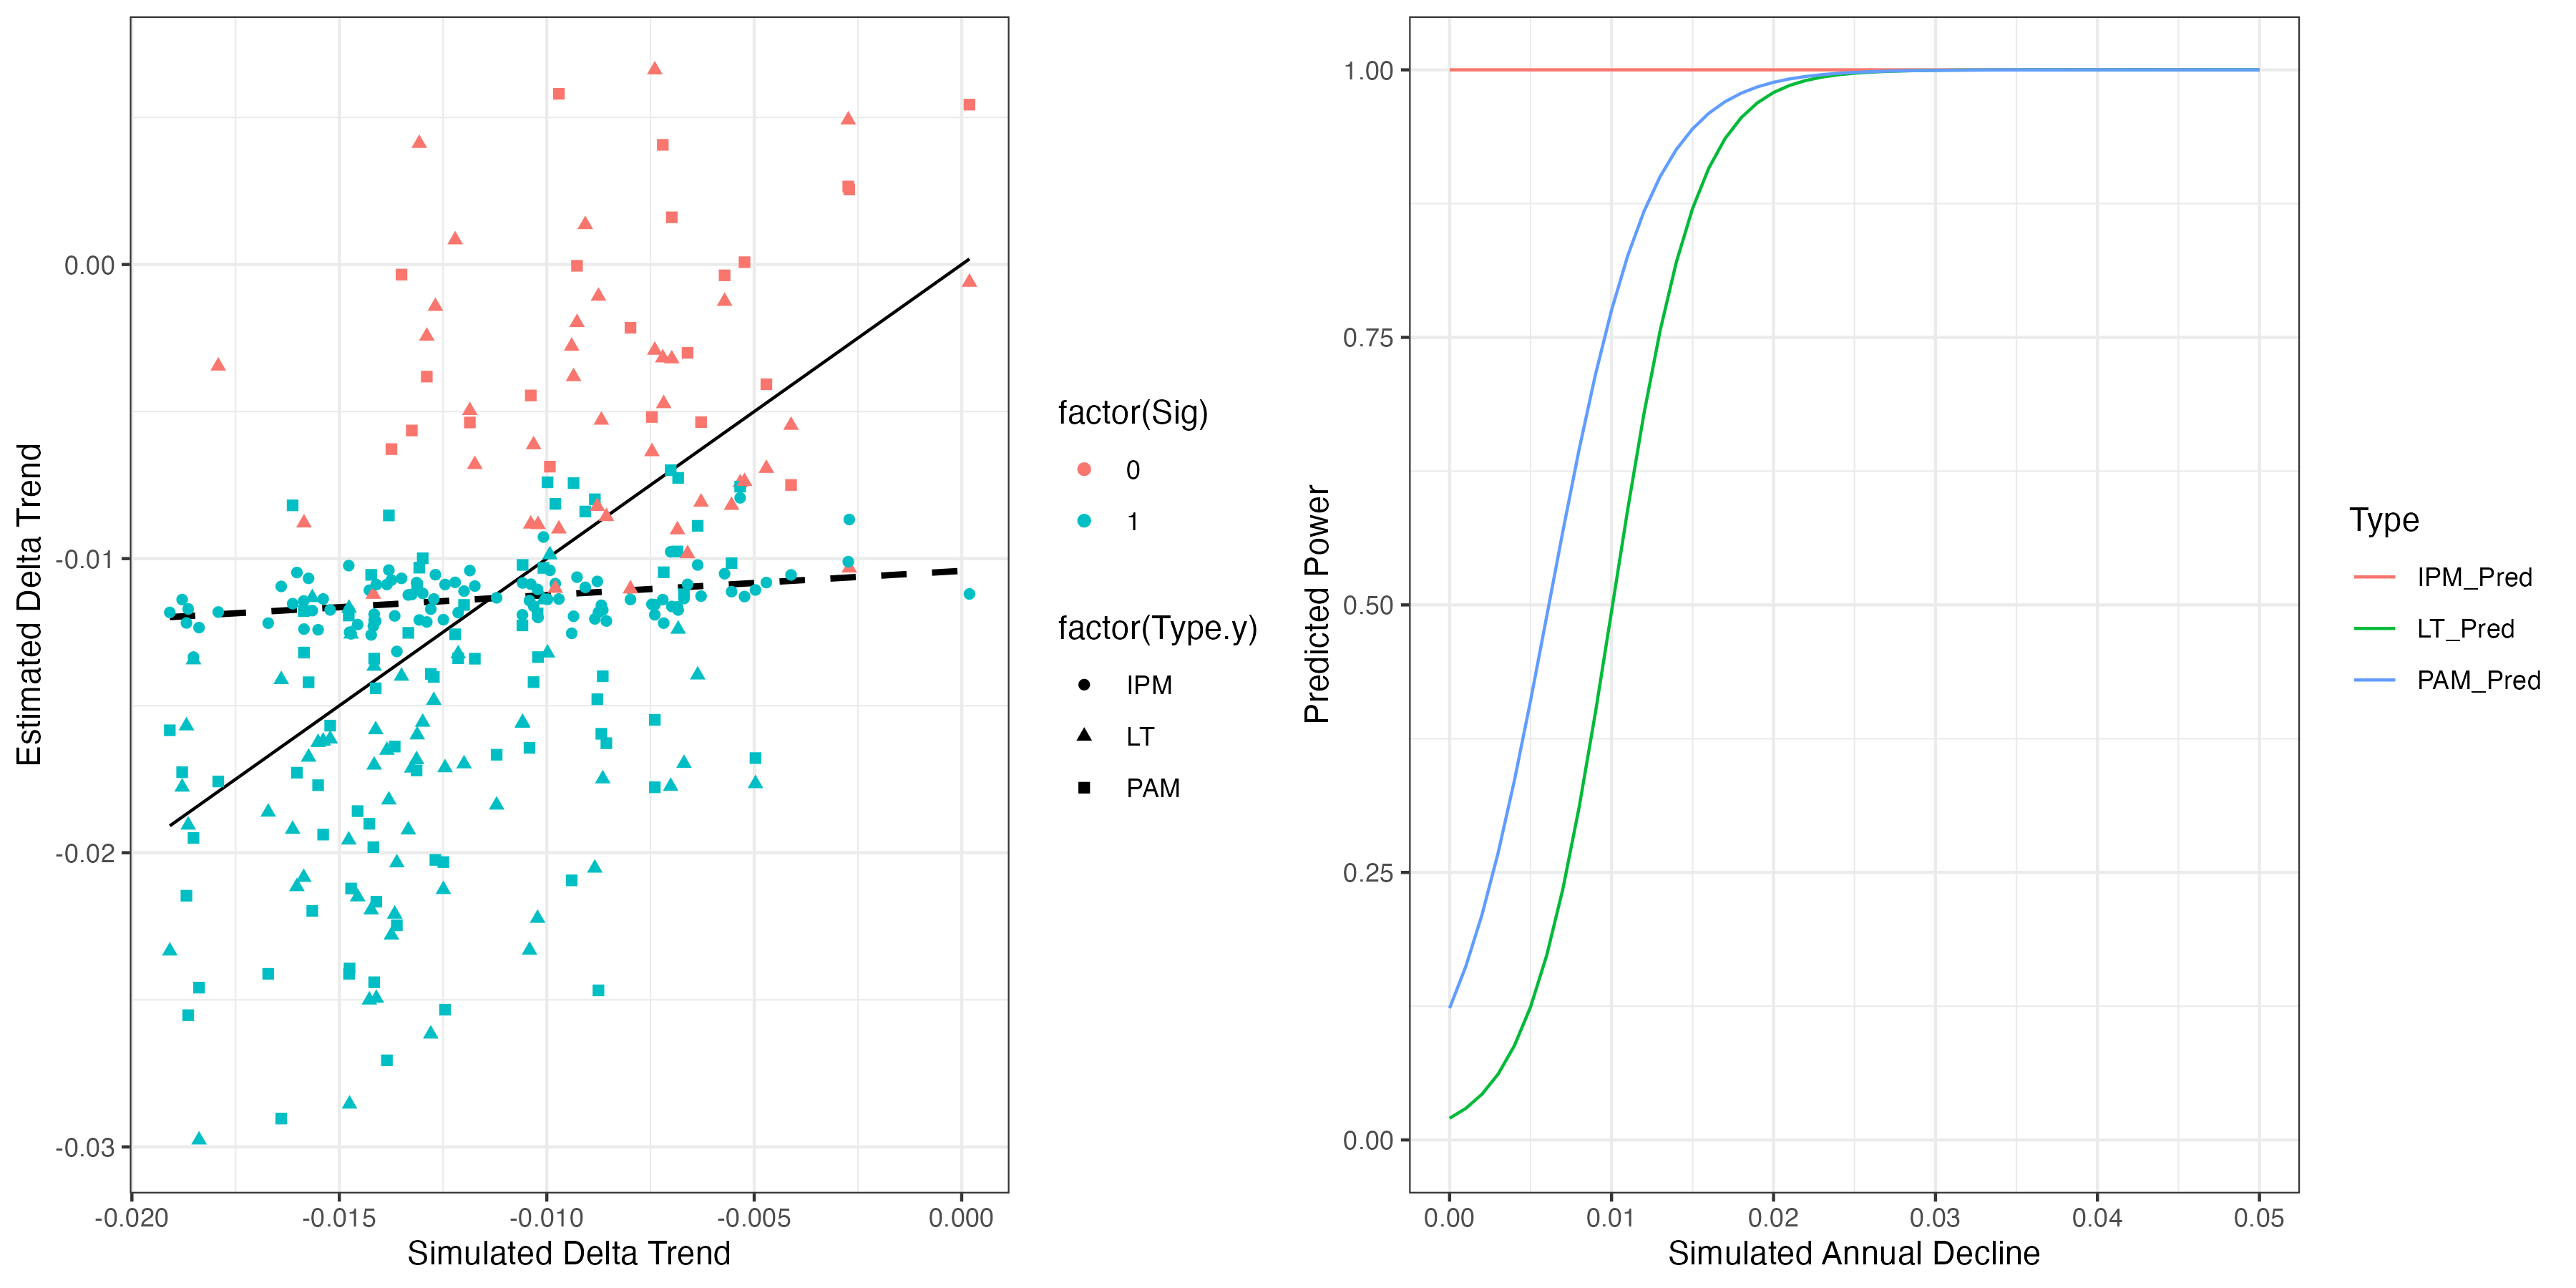 Estimated Delta Trend
0.00
-0.01
-0.02
-0.03
-0.020
-0.015
-0.010
-0.005
0.000
Simulated Delta Trend
factor(Sig)
0
1
factor(Type.y)
IPM
LT
PAM
Predicted Power
1.00
0.75
0.50
0.25
0.00
0.00
0.01
0.02
0.03
0.04
0.05
Simulated Annual Decline
Type
IPM_Pred
LT_Pred
PAM_Pred